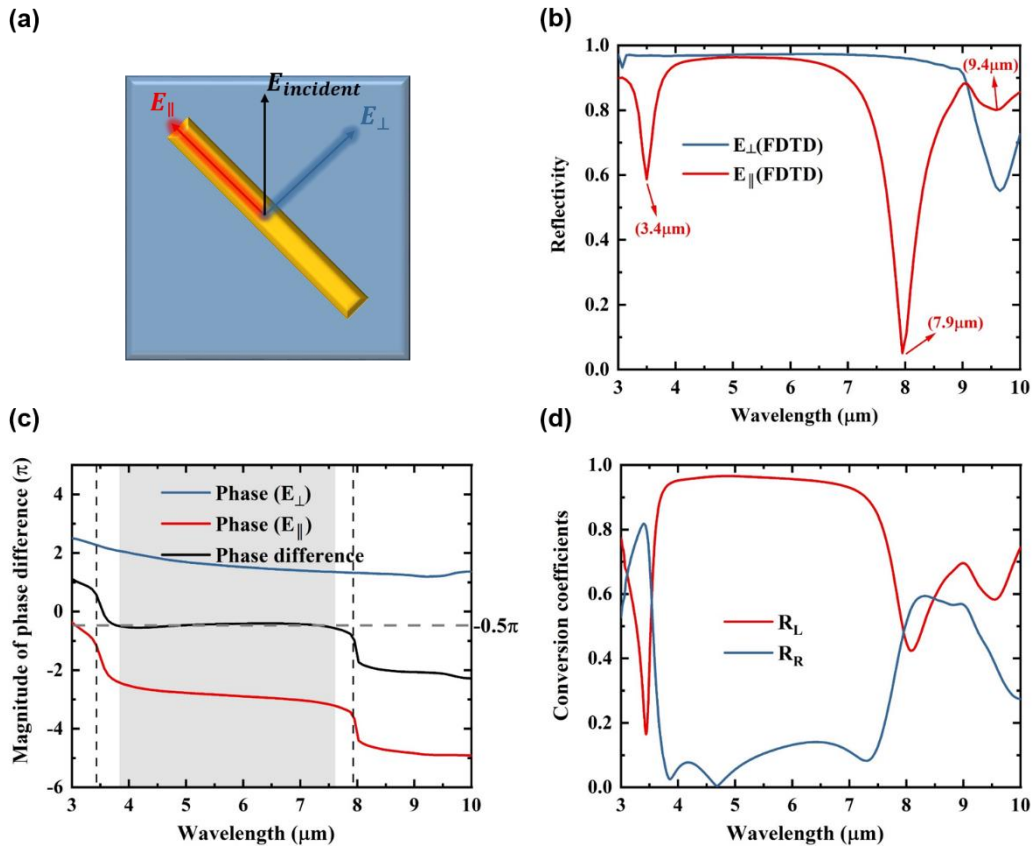 (a)
E∥
Eincident
E⊥
(b)
Reflectivity
1.0
0.8
0.6
0.4
0.2
0.0
E⊥(FDTD)
E∥(FDTD)
(9.4μm)
(3.4μm)
(7.9μm)
3 4 5 6 7 8 9 10
Wavelength (μm)
(c)
Magnitude of phase difference (π)
4
2
0
-2
-4
-6
Phase (E⊥)
Phase (E∥)
Phase difference
-0.5π
3 4 5 6 7 8 9 10
Wavelength (μm)
(d)
Conversion coefficients
1.0
0.8
0.6
0.4
0.2
0.0
RL
RR
3 4 5 6 7 8 9 10
Wavelength (μm)